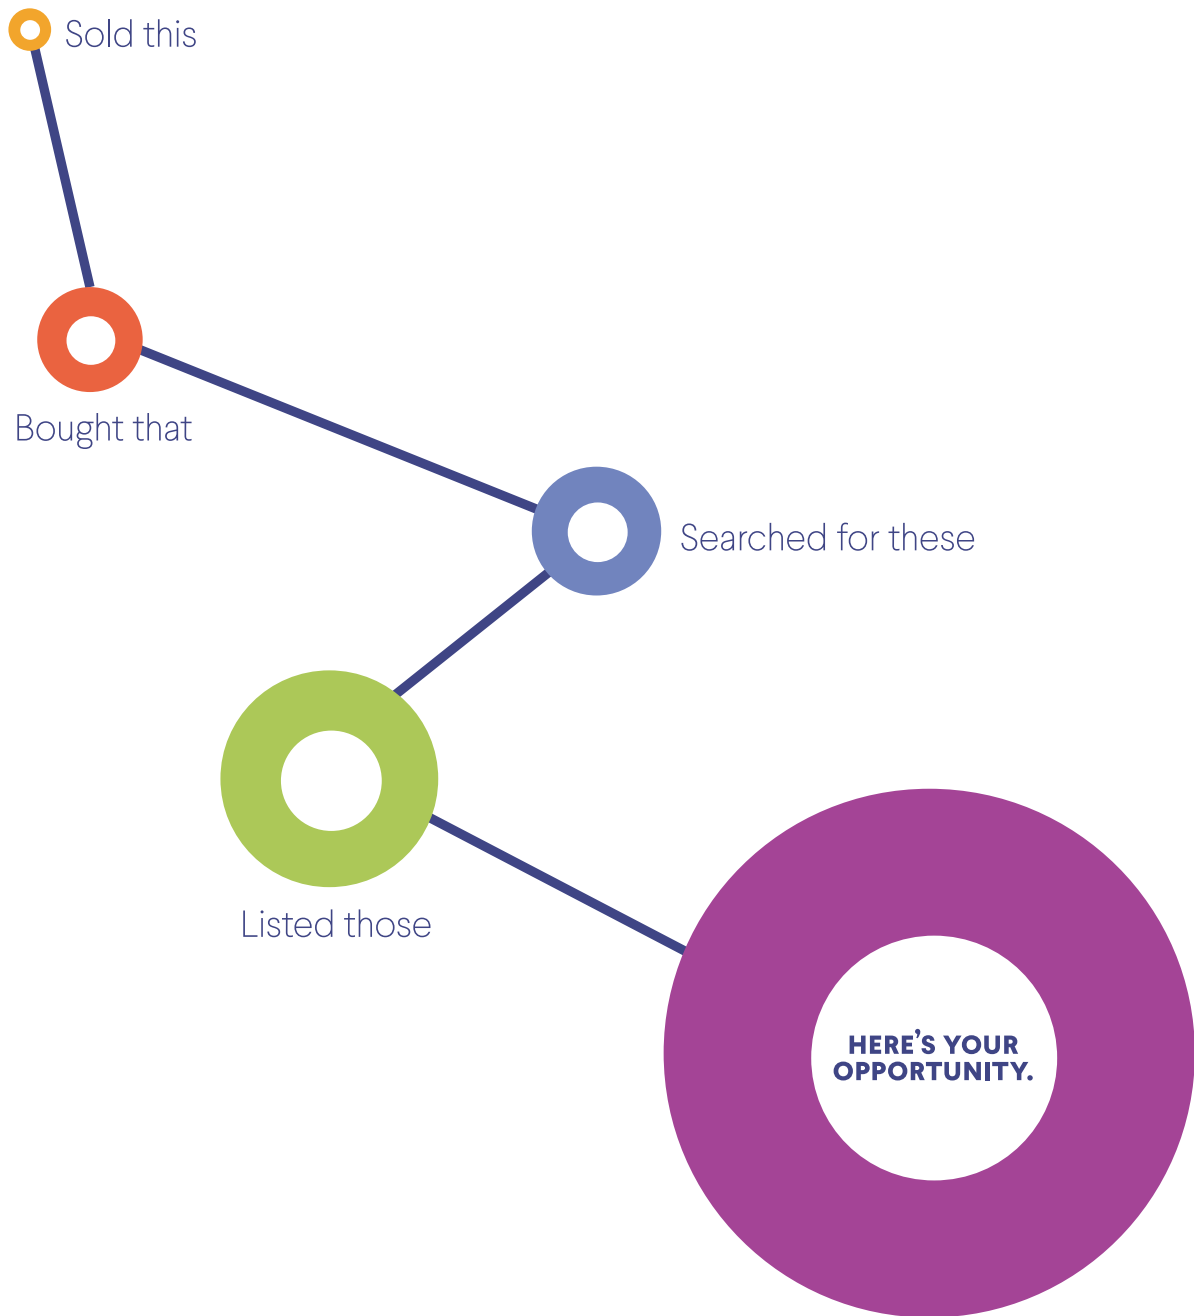 Sold this
Bought that
Searched for these
Listed those
HERE'S YOUR
OPPORTUNITY.